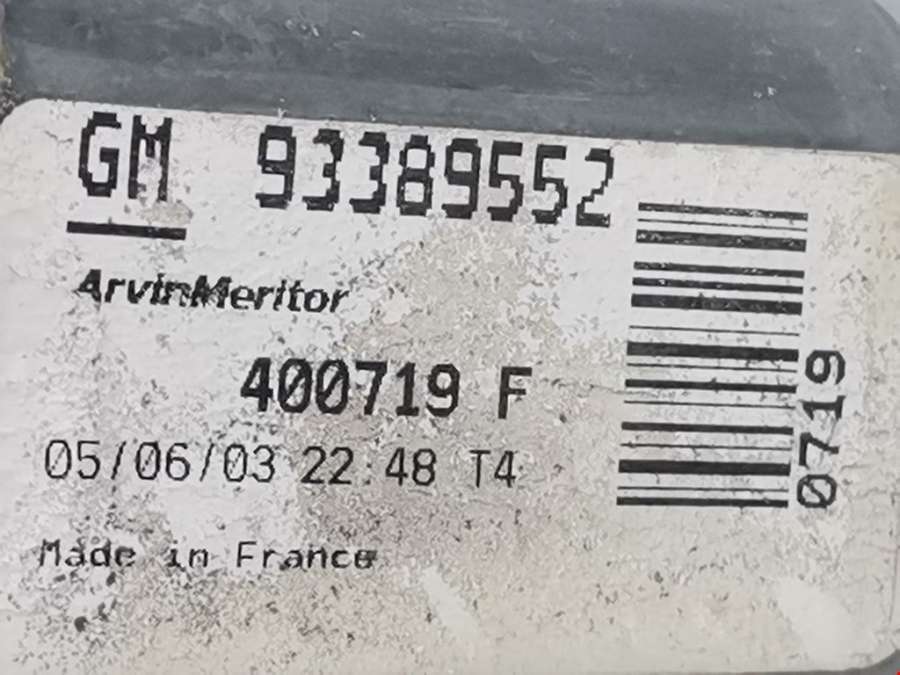 GM 93389552
ArvinMeritor
400719 F
05/06/03 22:48 T4
Made in France
0719